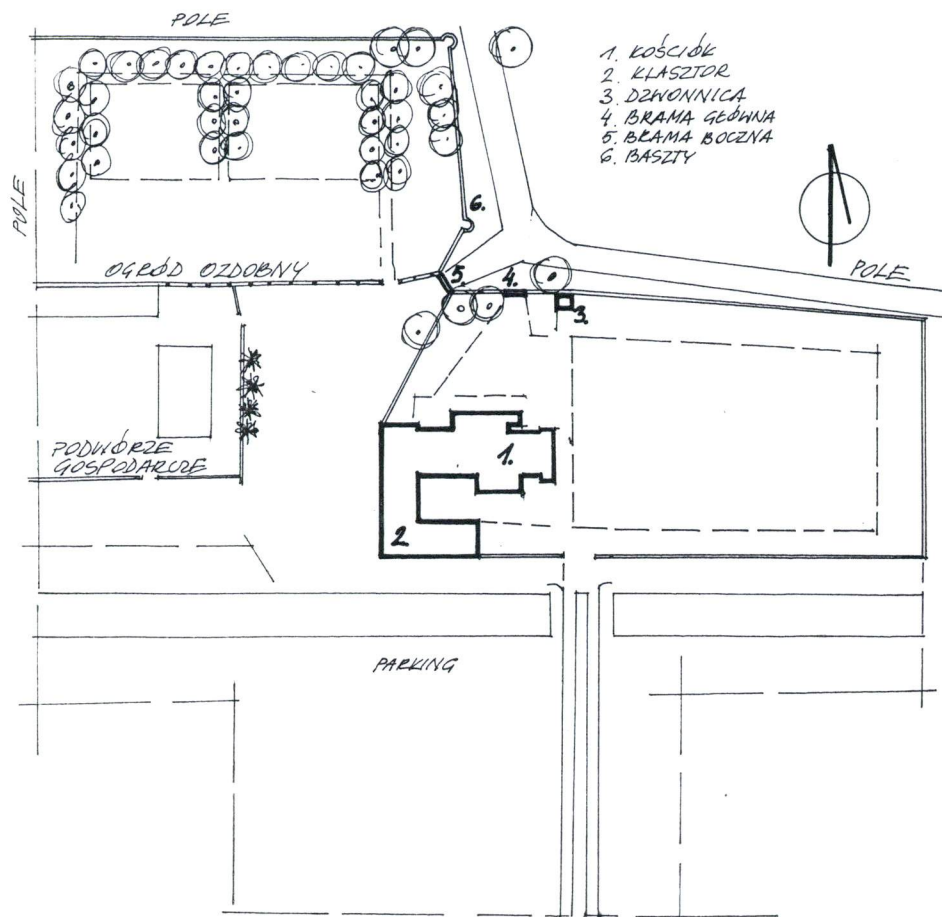 POLE
1. KOŚCIÓŁ
2. KLASZTOR
3. DZWONNICA
4. BRAMA GŁÓWNA
5. BRAMA BOCZNA
6. BASZTY
POLE
6.
OGRÓD OZDOBNY
5.
4.
POLE
3.
PODWÓRZE
GOSPODARCZE
1.
2
PARKING